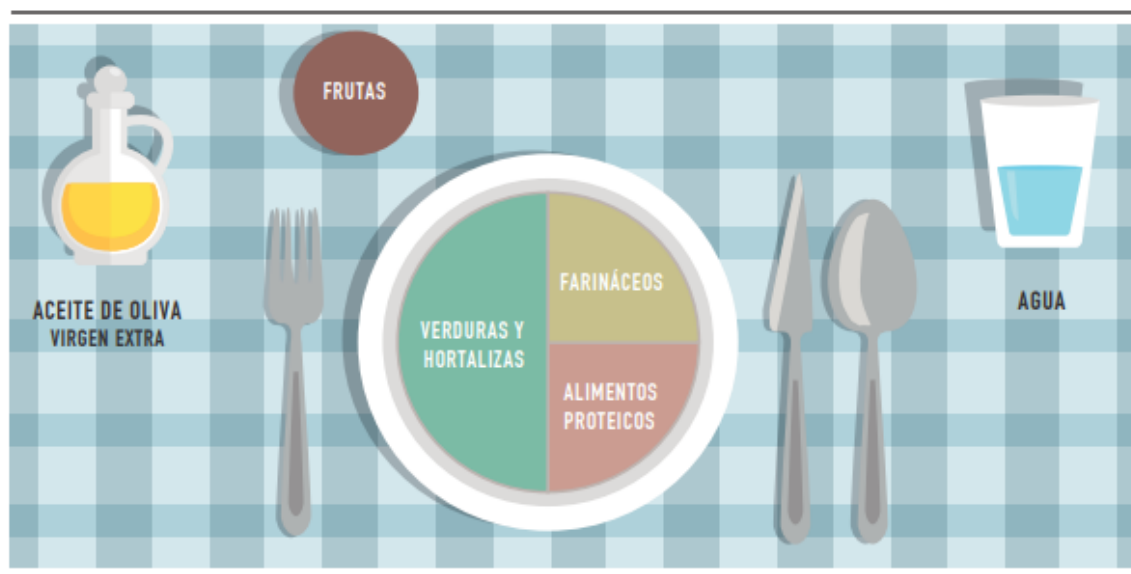 FRUTAS
ACEITE DE OLIVA
VIRGEN EXTRA
VERDURAS Y
HORTALIZAS
FARINÁCEOS
ALIMENTOS
PROTEICOS
AGUA